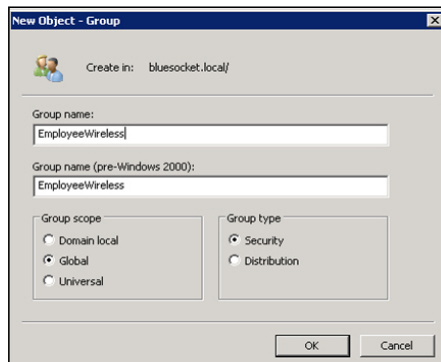 New Object - Group
Create in: bluesocket.local/
Group name:
EmployeeWireless
Group name (pre-Windows 2000):
EmployeeWireless
Group scope
Domain local
Global
Universal
Group type
Security
Distribution
OK
Cancel